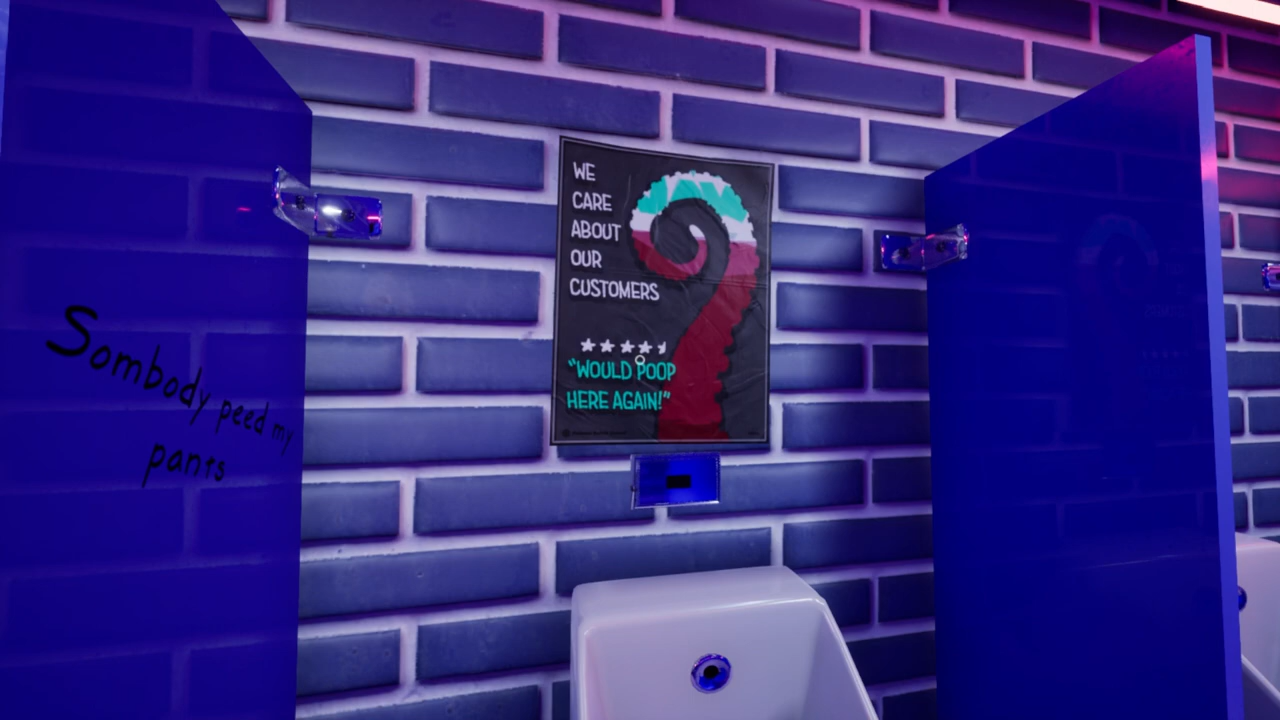 WE
CARE
ABOUT
OUR
CUSTOMERS
"WOULD POOP
HERE AGAIN!"
Sombody peed my
pants